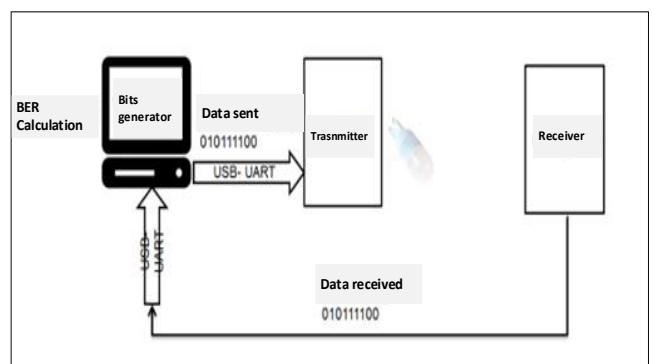 BER
Calculation
Bits
generator
Data sent
010111100
USB- UART
Trasnmitter
Receiver
USB-
UART
Data received
010111100